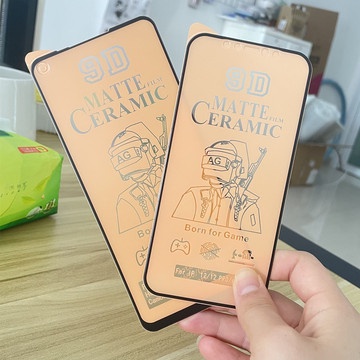 9D
MATTE
FILM
CERAMIC
AG
Born for Game
9D
MATTE
FILM
CERAMIC
AG
Born for Game